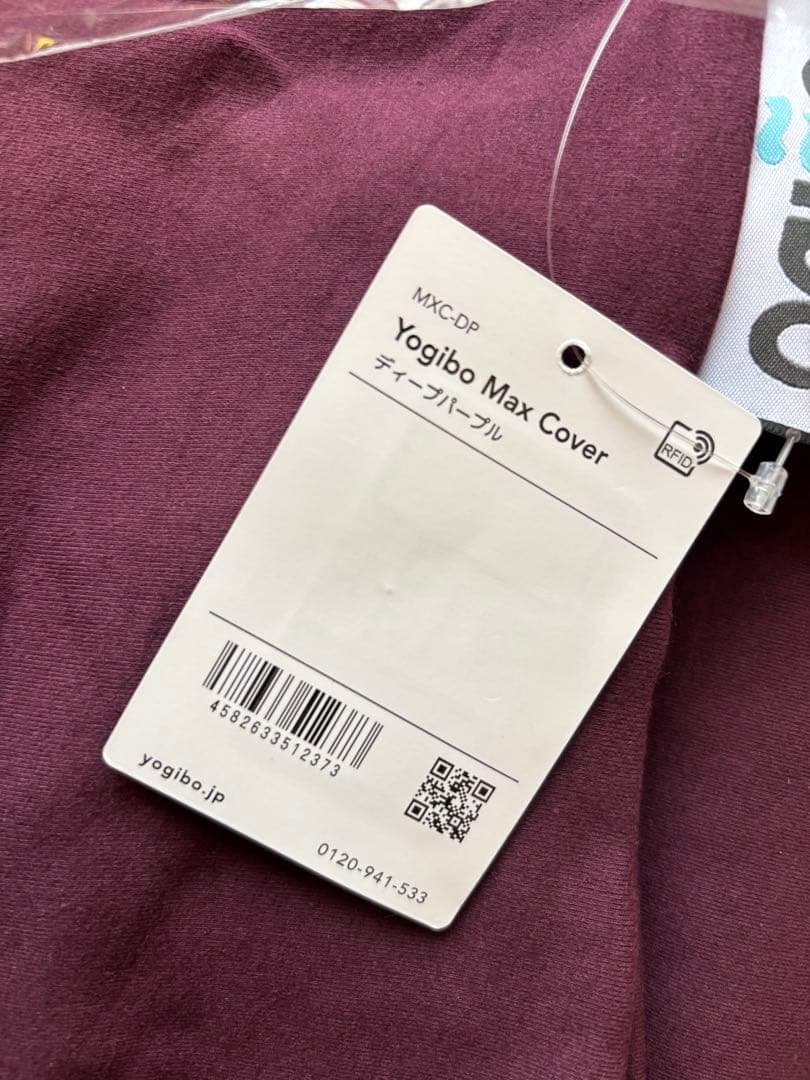 MXC-DP
Yogibo Max Cover
ディープパープル
RFID
4582633512373
yogibo.jp
0120-941-533